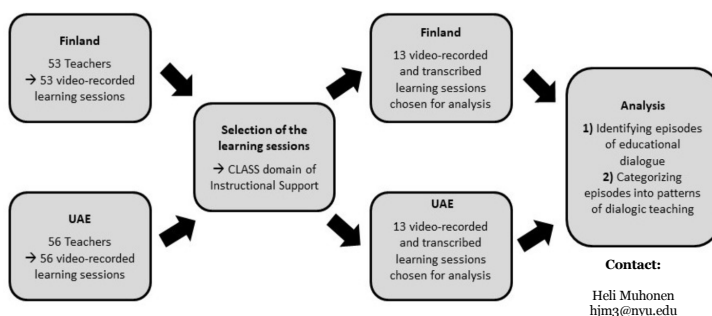 Finland
53 Teachers
→ 53 video-recorded
learning sessions
UAE
56 Teachers
→ 56 video-recorded
learning sessions
Selection of the
learning sessions
→ CLASS domain of
Instructional Support
Finland
13 video-recorded
and transcribed
learning sessions
chosen for analysis
UAE
13 video-recorded
and transcribed
learning sessions
chosen for analysis
Analysis
1) Identifying episodes
of educational
dialogue
2) Categorizing
episodes into patterns
of dialogic teaching
Contact:
Heli Muhonen
hjm3@nyu.edu